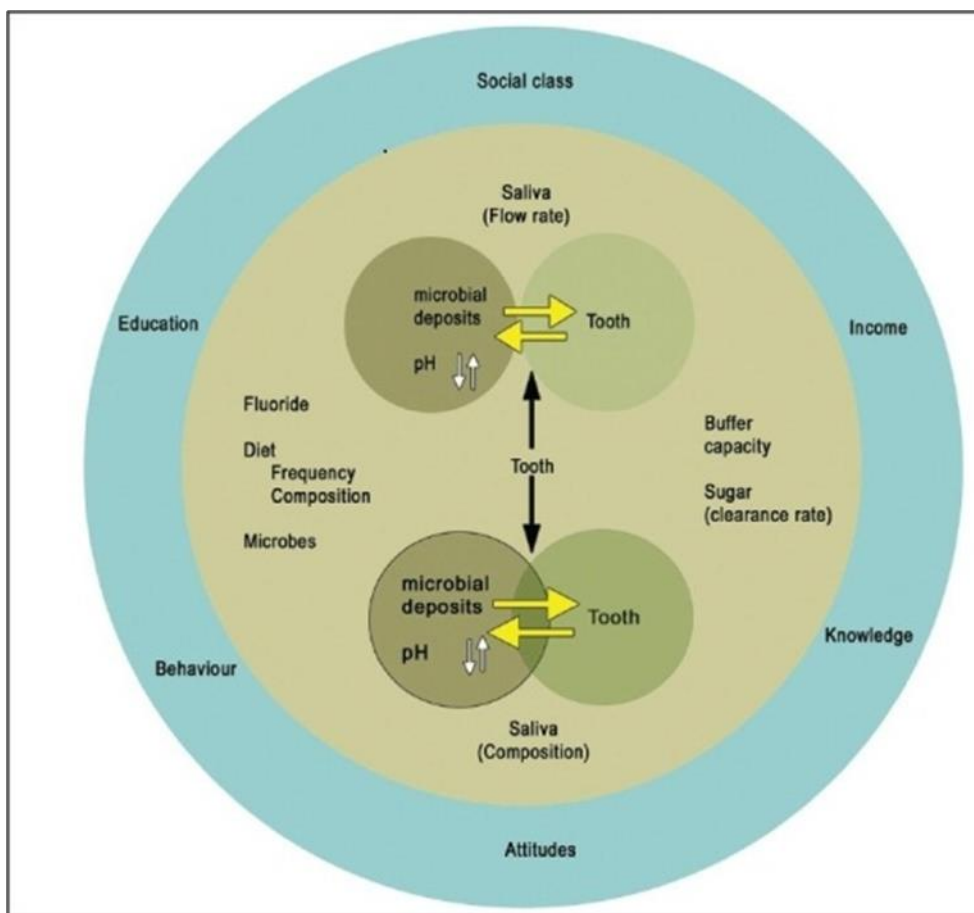 Social class
Saliva
(Flow rate)
Education
microbial
deposits
pH
Tooth
Income
Fluoride
Diet
Frequency
Composition
Microbes
Tooth
Buffer
capacity
Sugar
(clearance rate)
microbial
deposits
pH
Tooth
Behaviour
Knowledge
Saliva
(Composition)
Attitudes